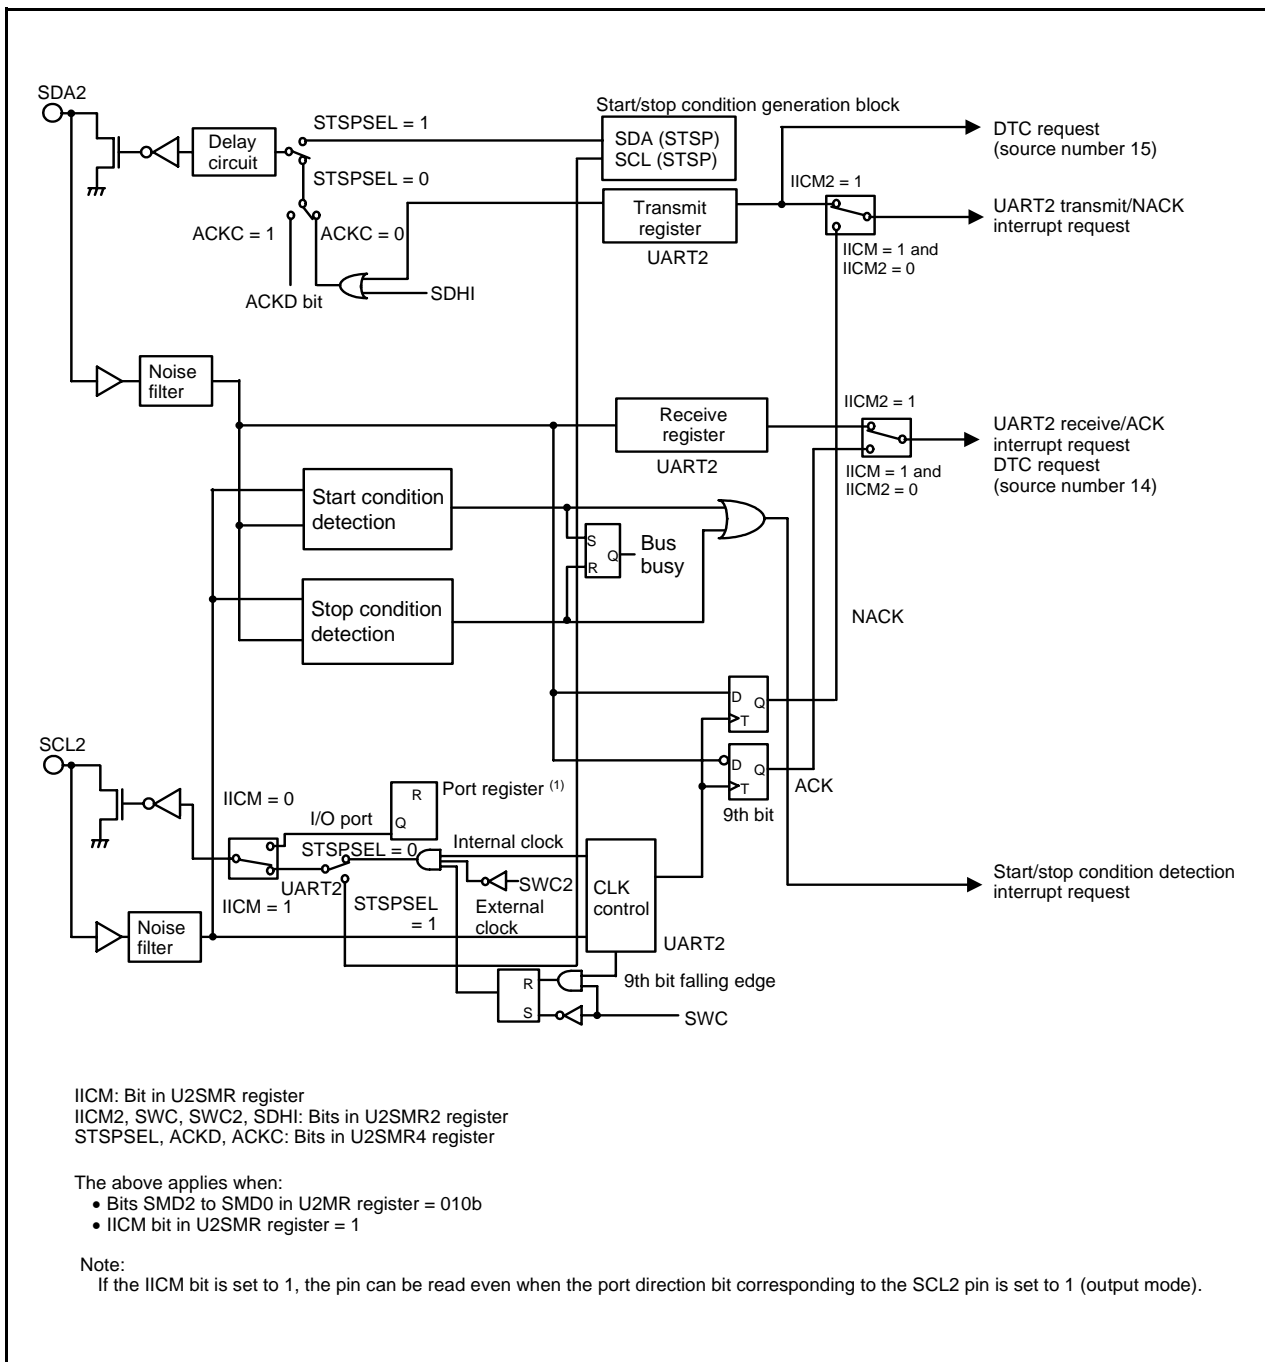 SDA2
Start/stop condition generation block
STSPSEL = 1
SDA (STSP)
SCL (STSP)
DTC request
(source number 15)
Delay
circuit
STSPSEL = 0
IICM2 = 1
Transmit
register
UART2 transmit/NACK
interrupt request
ACKC = 1
ACKC = 0
UART2
IICM = 1 and
IICM2 = 0
ACKD bit
SDHI
Noise
filter
IICM2 = 1
Receive
register
UART2 receive/ACK
interrupt request
DTC request
(source number 14)
UART2
IICM = 1 and
IICM2 = 0
Start condition
detection
S
R
Q
Bus
busy
Stop condition
detection
NACK
D
Q
T
SCL2
D
Q
T
ACK
9th bit
IICM = 0
R
Q
Port register (1)
I/O port
STSPSEL = 0
Internal clock
UART2
SWC2
CLK
control
Start/stop condition detection
interrupt request
IICM = 1
STSPSEL
= 1
External
clock
Noise
filter
UART2
R
S
9th bit falling edge
SWC
IICM: Bit in U2SMR register
IICM2, SWC, SWC2, SDHI: Bits in U2SMR2 register
STSPSEL, ACKD, ACKC: Bits in U2SMR4 register
The above applies when:
• Bits SMD2 to SMD0 in U2MR register = 010b
• IICM bit in U2SMR register = 1
Note:
If the IICM bit is set to 1, the pin can be read even when the port direction bit corresponding to the SCL2 pin is set to 1 (output mode).